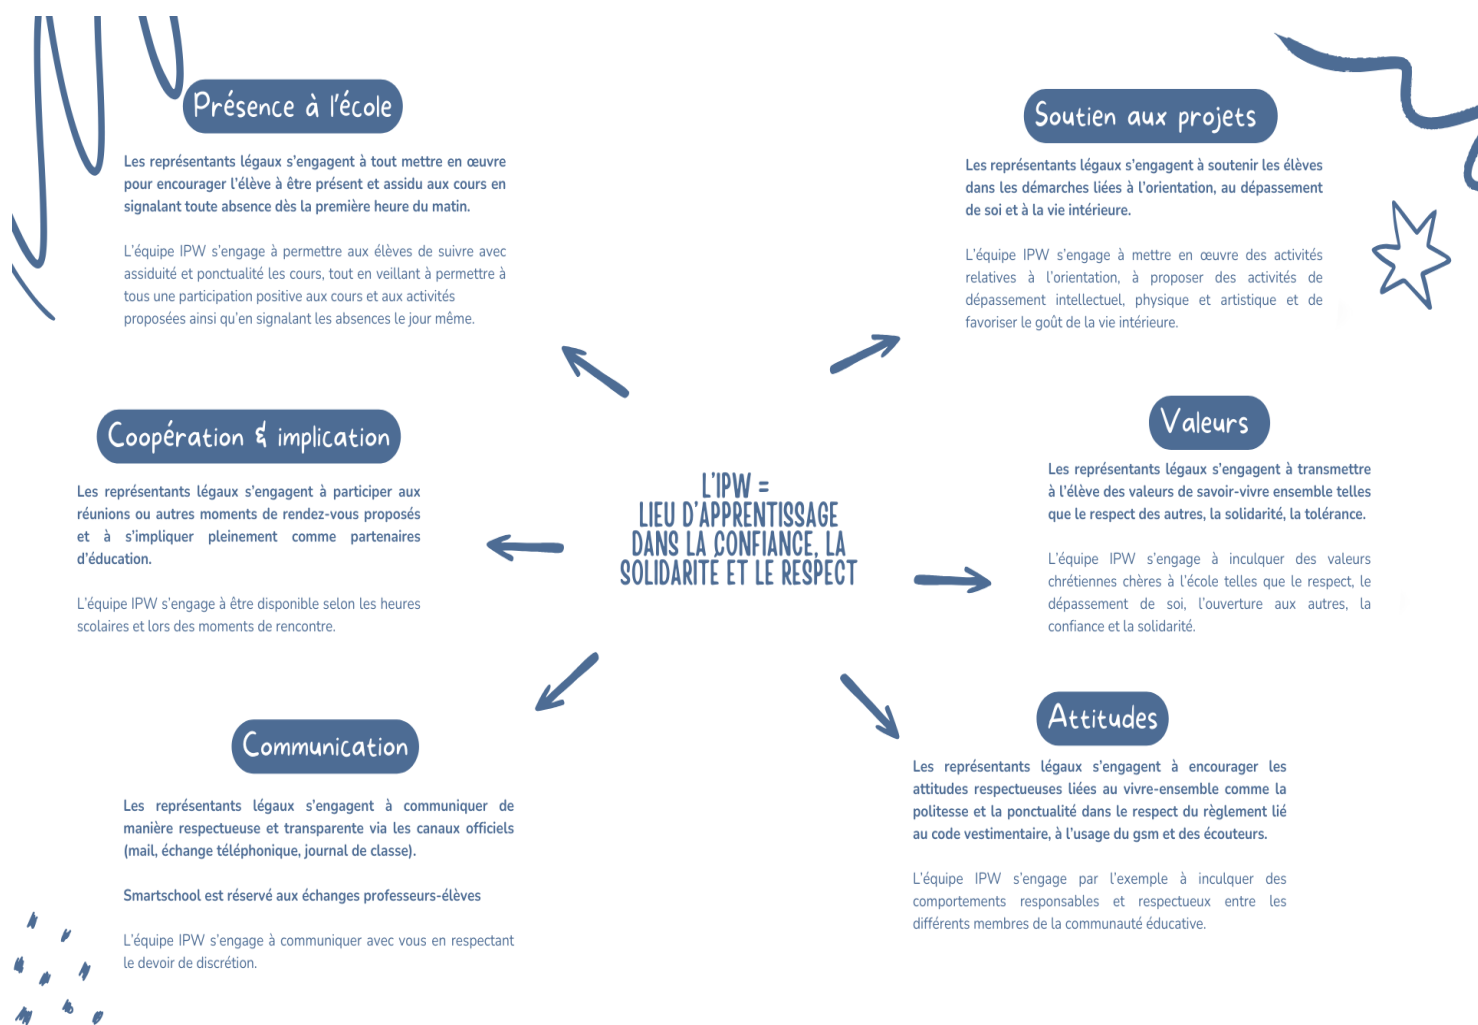 Présence à l'école
Les représentants légaux s'engagent à tout mettre en œuvre
pour encourager l'élève à être présent et assidu aux cours en
signalant toute absence dès la première heure du matin.
L'équipe IPW s'engage à permettre aux élèves de suivre avec
assiduité et ponctualité les cours, tout en veillant à permettre à
tous une participation positive aux cours et aux activités
proposées ainsi qu'en signalant les absences le jour même.
Coopération & implication
Les représentants légaux s'engagent à participer aux
réunions ou autres moments de rendez-vous proposés
et à s'impliquer pleinement comme partenaires
d'éducation.
L'équipe IPW s'engage à être disponible selon les heures
scolaires et lors des moments de rencontre.
Communication
Les représentants légaux s'engagent à communiquer de
manière respectueuse et transparente via les canaux officiels
(mail, échange téléphonique, journal de classe).
Smartschool est réservé aux échanges professeurs-élèves
L'équipe IPW s'engage à communiquer avec vous en respectant
le devoir de discrétion.
L'IPW =
LIEU D'APPRENTISSAGE
DANS LA CONFIANCE, LA
SOLIDARITÉ ET LE RESPECT
Soutien aux projets
Les représentants légaux s'engagent à soutenir les élèves
dans les démarches liées à l'orientation, au dépassement
de soi et à la vie intérieure.
L'équipe IPW s'engage à mettre en œuvre des activités
relatives à l'orientation, à proposer des activités de
dépassement intellectuel, physique et artistique et de
favoriser le goût de la vie intérieure.
Valeurs
Les représentants légaux s'engagent à transmettre
à l'élève des valeurs de savoir-vivre ensemble telles
que le respect des autres, la solidarité, la tolérance.
L'équipe IPW s'engage à inculquer des valeurs
chrétiennes chères à l'école telles que le respect, le
dépassement de soi, l'ouverture aux autres, la
confiance et la solidarité.
Attitudes
Les représentants légaux s'engagent à encourager les
attitudes respectueuses liées au vivre-ensemble comme la
politesse et la ponctualité dans le respect du règlement lié
au code vestimentaire, à l'usage du gsm et des écouteurs.
L'équipe IPW s'engage par l'exemple à inculquer des
comportements responsables et respectueux entre les
différents membres de la communauté éducative.